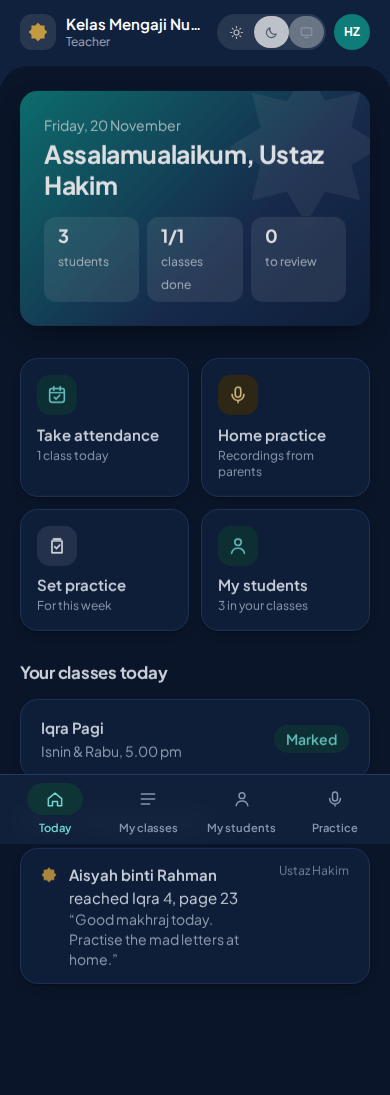 Kelas Mengaji Nu...
Teacher
HZ
Friday, 20 November
Assalamualaikum, Ustaz
Hakim
3
students
1/1
classes
done
0
to review
Take attendance
1 class today
Home practice
Recordings from
parents
Set practice
For this week
My students
3 in your classes
Your classes today
Iqra Pagi
Isnin & Rabu, 5.00 pm
Marked
Today
My classes
My students
Practice
Aisyah binti Rahman
Ustaz Hakim
reached Iqra 4, page 23
“Good makhraj today.
Practise the mad letters at
home.”